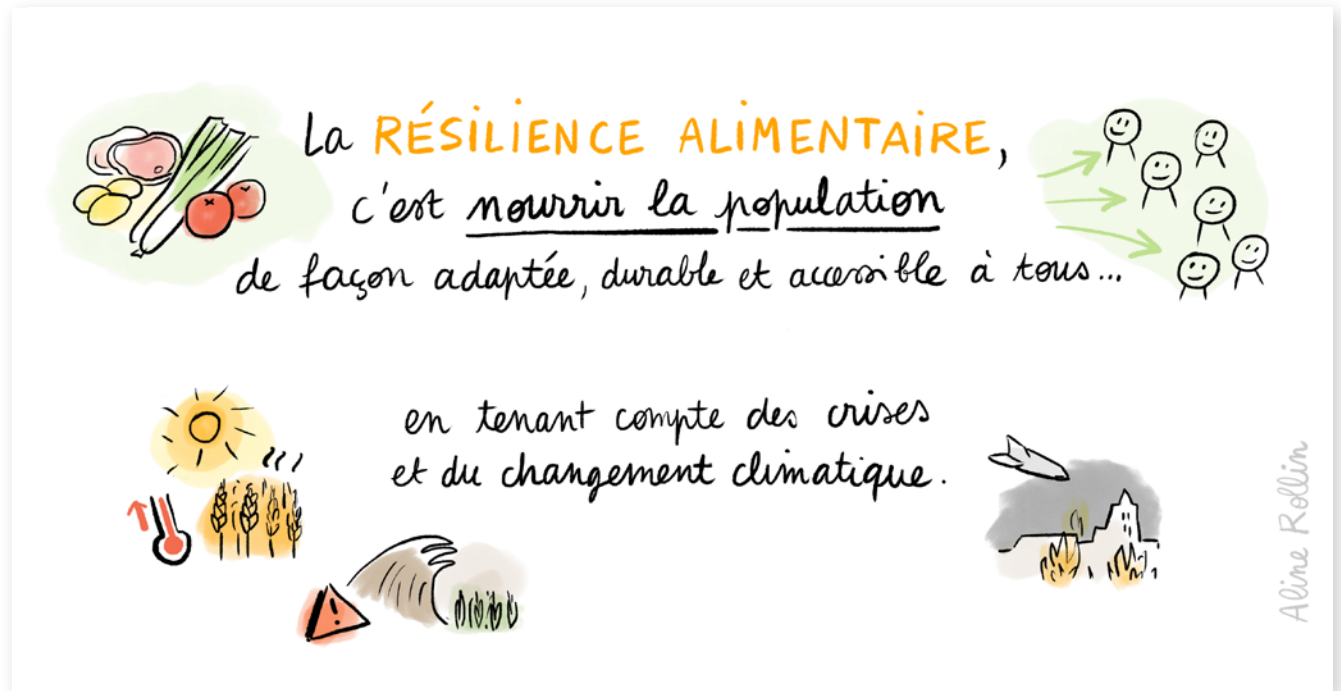 La RÉSILIENCE ALIMENTAIRE,
c'est nourrir la population
de façon adaptée, durable et accessible à tous...
en tenant compte des crises
et du changement climatique.
Aline Rollin